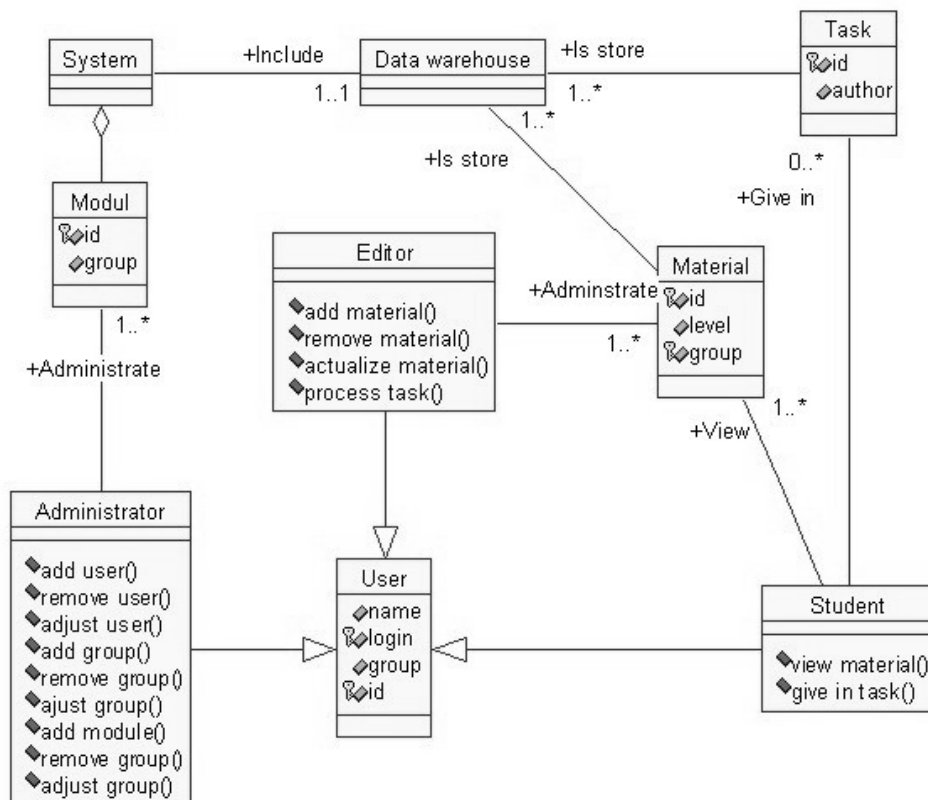 System
+Include
1..1
Data warehouse
+Is store
1..*
Task
id
author
1..*
+Is store
0..*
+Give in
Modul
id
group
1..*
+Administrate
Editor
add material()
remove material()
actualize material()
process task()
+Adminstrate
1..*
Material
id
level
group
1..*
+View
Administrator
add user()
remove user()
adjust user()
add group()
remove group()
ajust group()
add module()
remove group()
adjust group()
User
name
login
group
id
Student
view material()
give in task()